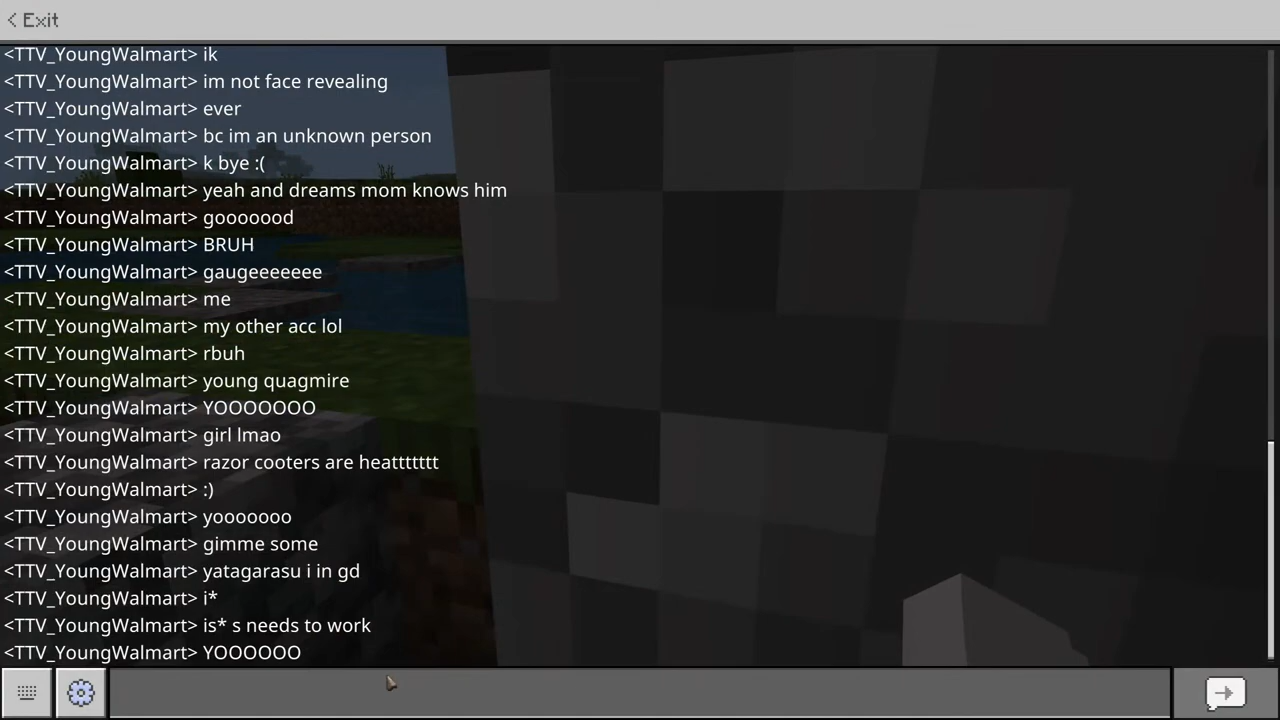 < Exit
<TTV_YoungWalmart> ik
<TTV_YoungWalmart> im not face revealing
<TTV_YoungWalmart> ever
<TTV_YoungWalmart> bc im an unknown person
<TTV_YoungWalmart> k bye :(
<TTV_YoungWalmart> yeah and dreams mom knows him
<TTV_YoungWalmart> gooooood
<TTV_YoungWalmart> BRUH
<TTV_YoungWalmart> gaugeeeeeee
<TTV_YoungWalmart> me
<TTV_YoungWalmart> my other acc lol
<TTV_YoungWalmart> rbuh
<TTV_YoungWalmart> young quagmire
<TTV_YoungWalmart> YOOOOOOO
<TTV_YoungWalmart> girl lmao
<TTV_YoungWalmart> razor cooters are heattttttt
<TTV_YoungWalmart> :)
<TTV_YoungWalmart> yooooooo
<TTV_YoungWalmart> gimme some
<TTV_YoungWalmart> yatagarasu i in gd
<TTV_YoungWalmart> i*
<TTV_YoungWalmart> is* s needs to work
<TTV_YoungWalmart> YOOOOOO